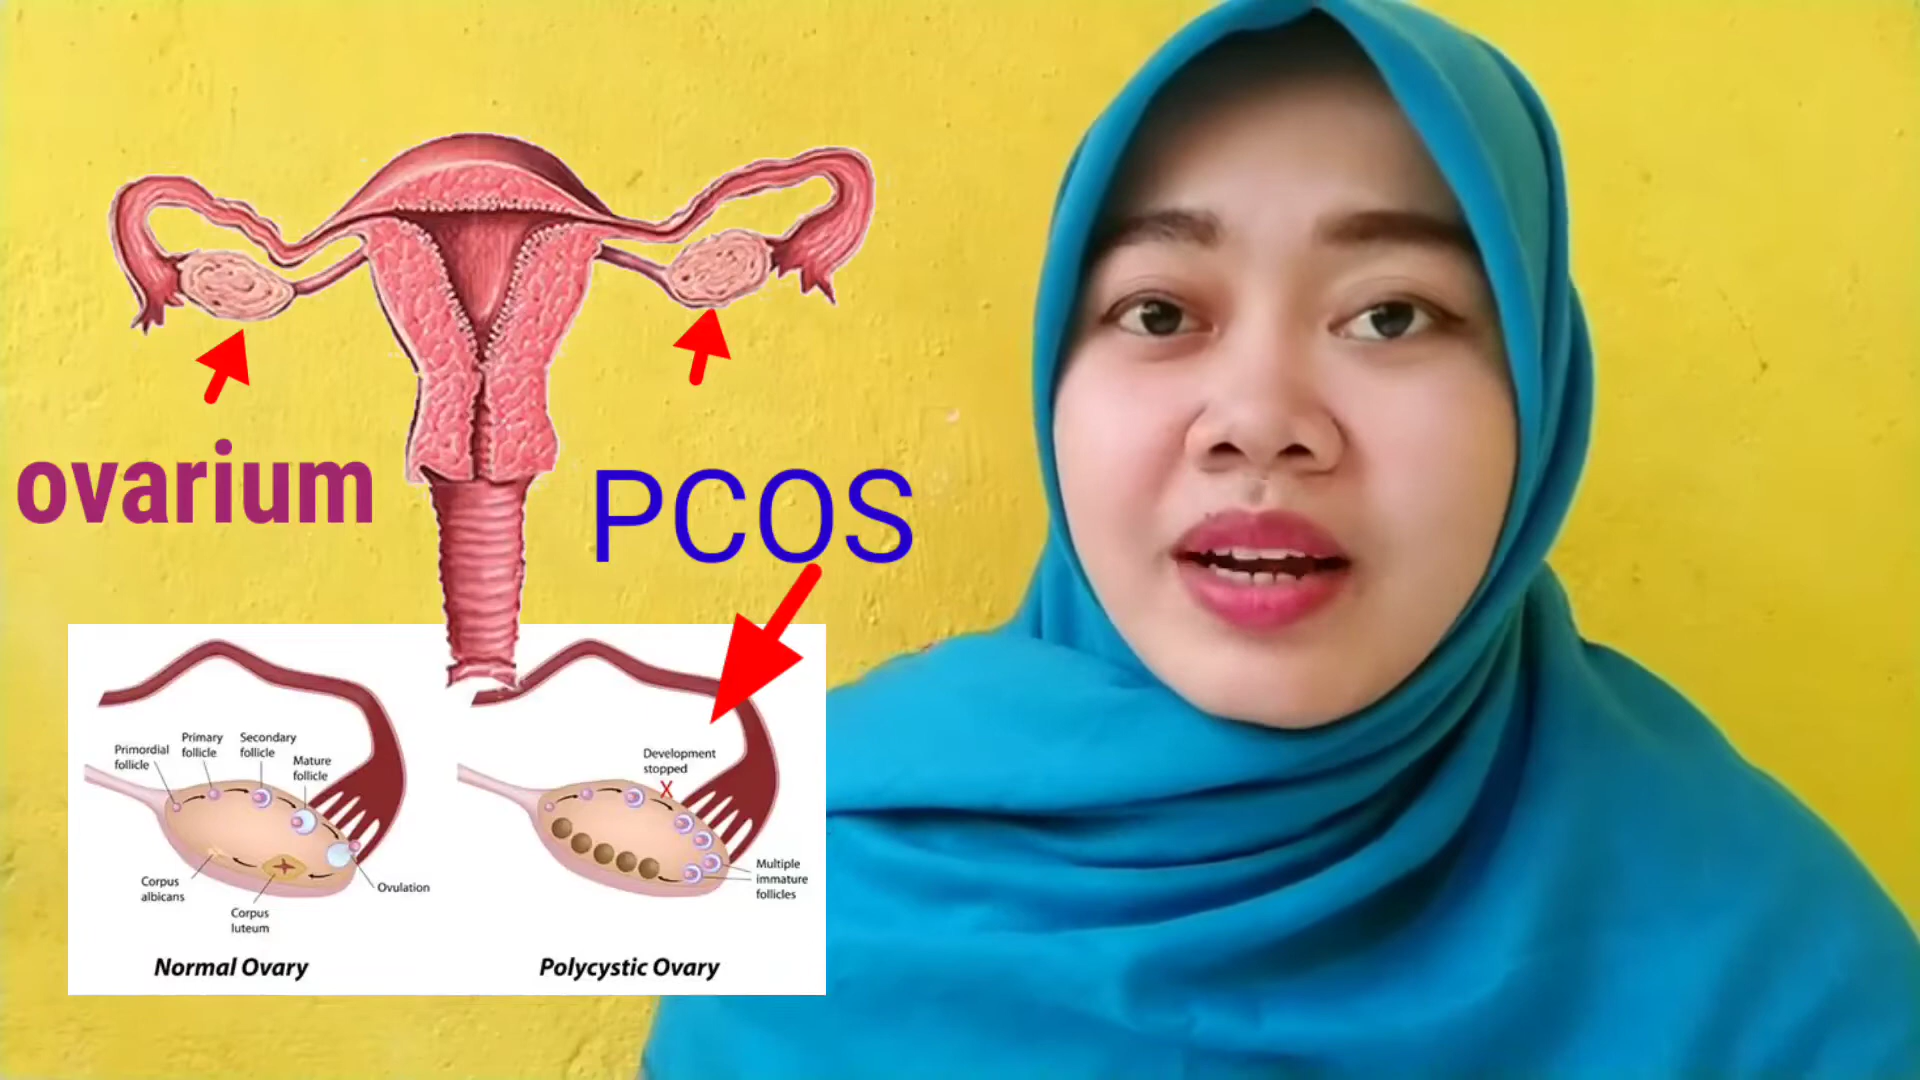 ovarium
PCOS
Primordial
follicle
Primary
follicle
Secondary
follicle
Mature
follicle
Corpus
albicans
Corpus
luteum
Ovulation
Normal Ovary
Development
stopped
X
Multiple
immature
follicles
Polycystic Ovary